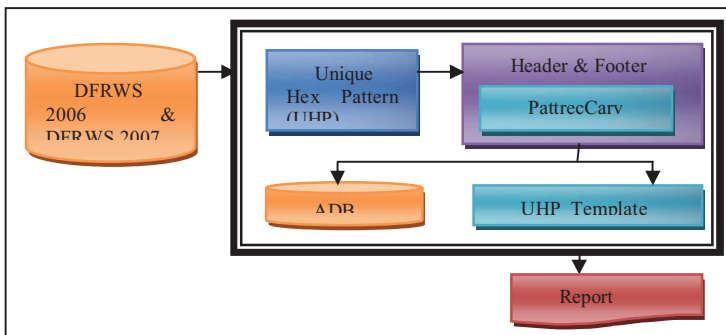 DFRWS
2006 &
DFRWS 2007
Unique
Hex Pattern
(UHP)
Header & Footer
PattrecCarv
ADB
UHP Template
Report